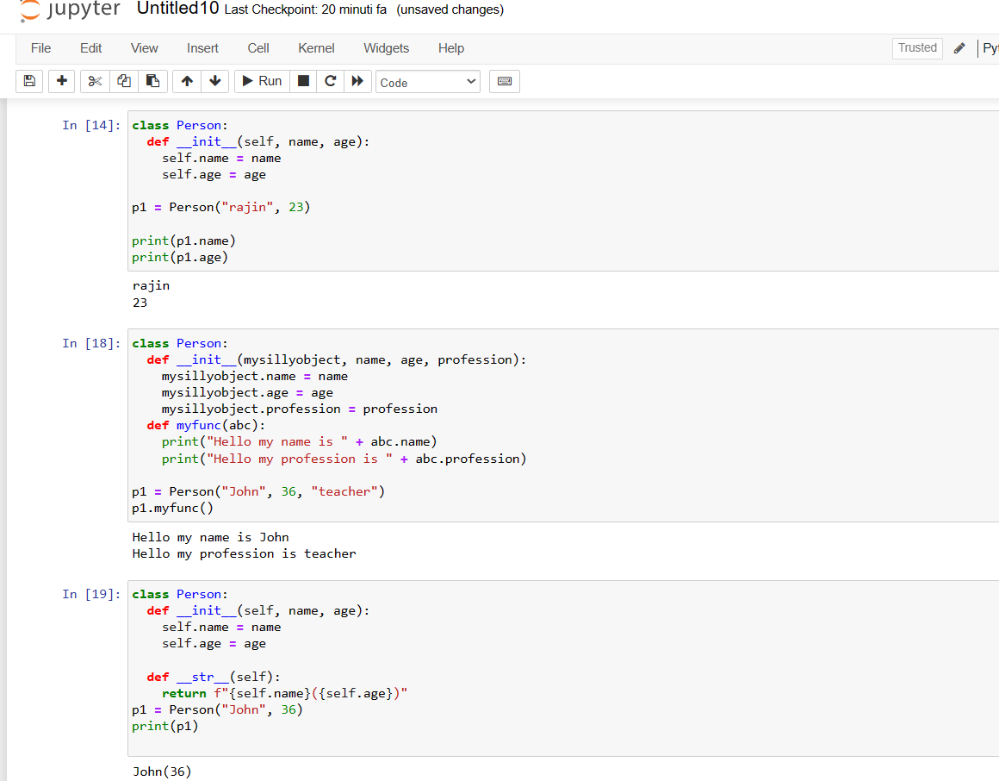 jupyter Untitled10 Last Checkpoint: 20 minuti fa (unsaved changes)
File Edit View Insert Cell Kernel Widgets Help Trusted Py
Run Code
In [14]: class Person:
  def __init__(self, name, age):
    self.name = name
    self.age = age

p1 = Person("rajin", 23)

print(p1.name)
print(p1.age)
rajin
23
In [18]: class Person:
  def __init__(mysillyobject, name, age, profession):
    mysillyobject.name = name
    mysillyobject.age = age
    mysillyobject.profession = profession
  def myfunc(abc):
    print("Hello my name is " + abc.name)
    print("Hello my profession is " + abc.profession)

p1 = Person("John", 36, "teacher")
p1.myfunc()
Hello my name is John
Hello my profession is teacher
In [19]: class Person:
  def __init__(self, name, age):
    self.name = name
    self.age = age

  def __str__(self):
    return f"{self.name}({self.age})"
p1 = Person("John", 36)
print(p1)
John(36)